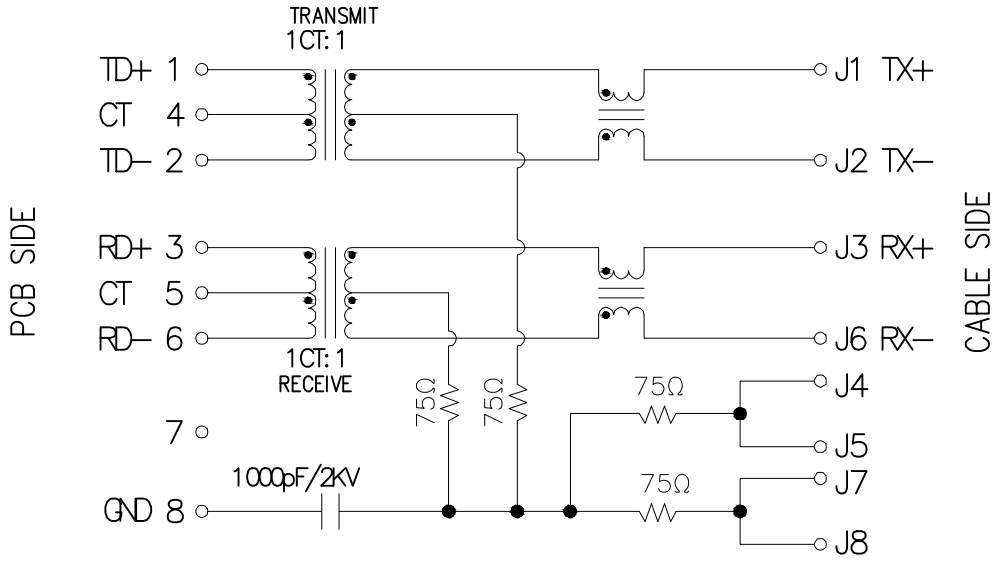 TRANSMIT
1CT:1
TD+ 1
J1 TX+
CT 4
TD- 2
J2 TX-
PCB SIDE
CABLE SIDE
RD+ 3
J3 RX+
CT 5
RD- 6
J6 RX-
1CT:1
RECEIVE
75Ω
75Ω
75Ω
J4
7
J5
1000pF/2KV
75Ω
J7
GND 8
J8